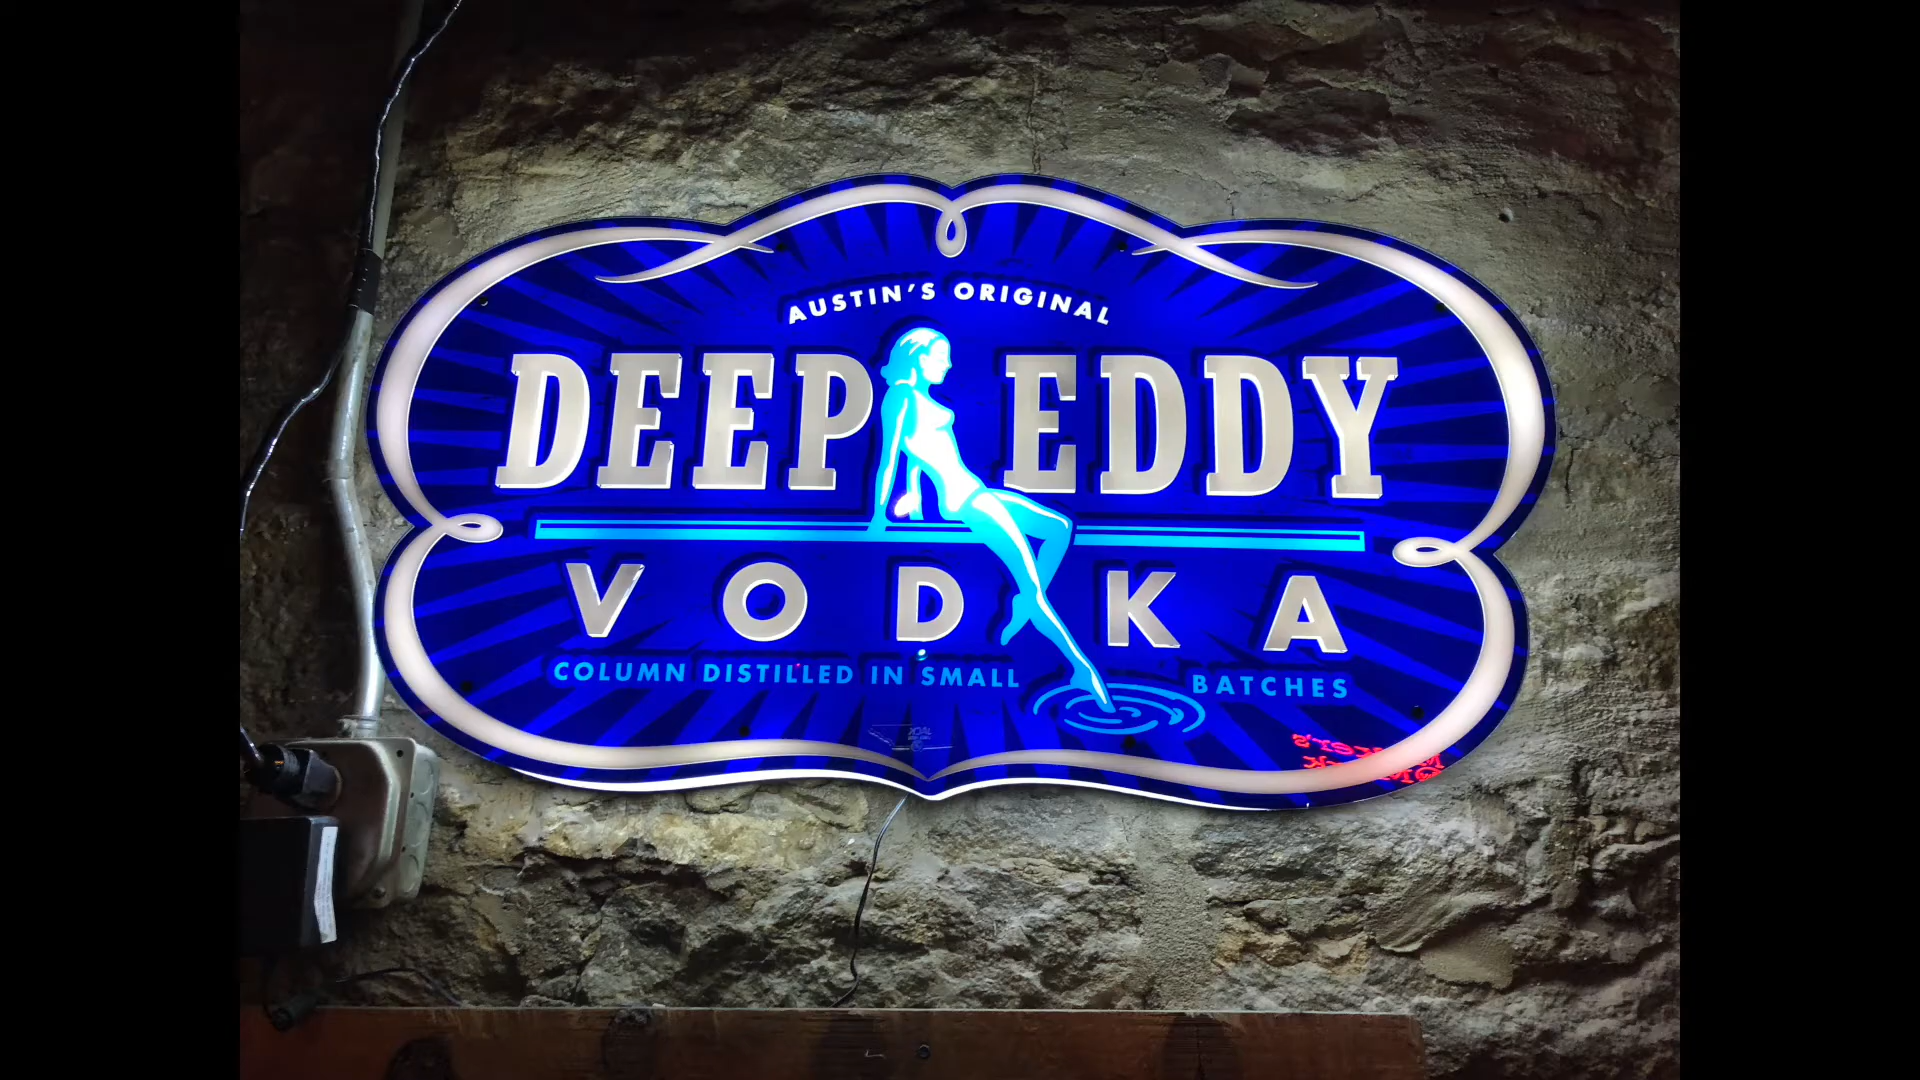 AUSTIN'S ORIGINAL
DEEP EDDY
VODKA
COLUMN DISTILLED IN SMALL BATCHES